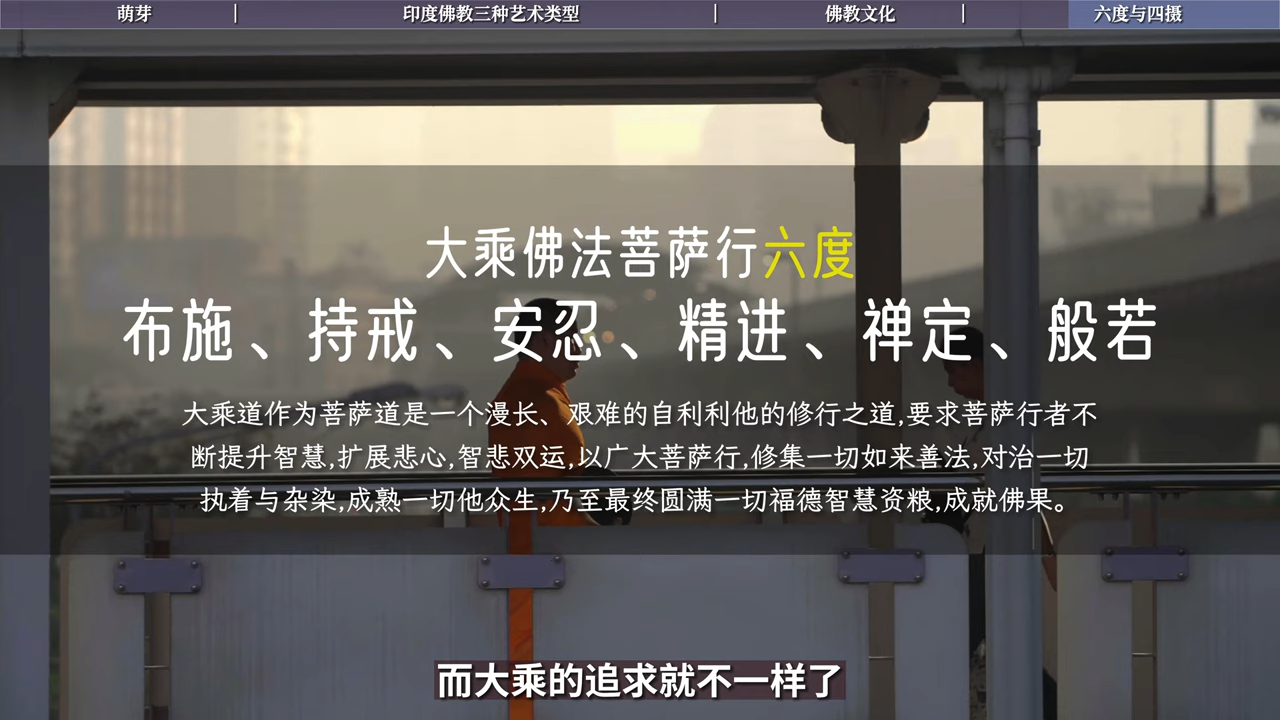 萌芽 | 印度佛教三种艺术类型 | 佛教文化 | 六度与四摄
大乘佛法菩萨行六度
布施、持戒、安忍、精进、禅定、般若
大乘道作为菩萨道是一个漫长、艰难的自利利他的修行之道,要求菩萨行者不
断提升智慧,扩展悲心,智悲双运,以广大菩萨行,修集一切如来善法,对治一切
执着与杂染,成熟一切他众生,乃至最终圆满一切福德智慧资粮,成就佛果。
而大乘的追求就不一样了